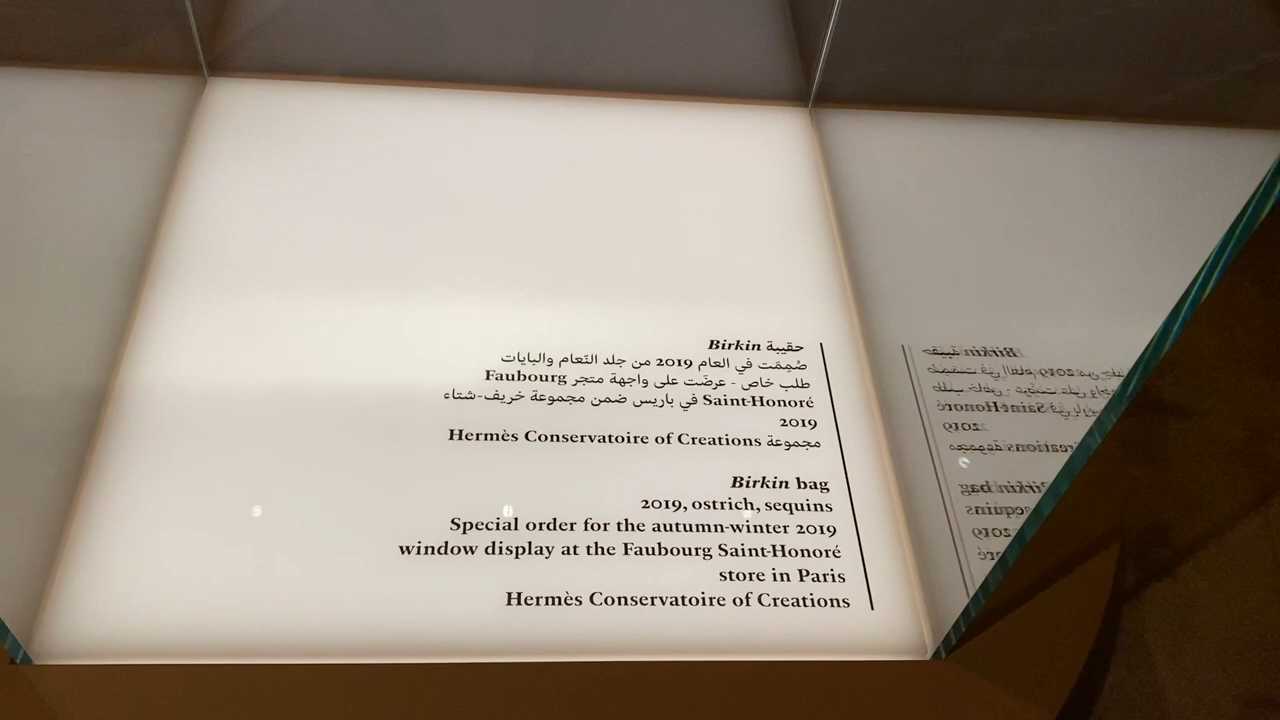 حقيبة Birkin
صُمِمَت في العام 2019 من جلد النّعام والبايات
طلب خاص - عرضَت على واجهة متجر Faubourg
Saint-Honoré في باريس ضمن مجموعة خريف-شتاء
2019
مجموعة Hermès Conservatoire of Creations
Birkin bag
2019, ostrich, sequins
Special order for the autumn-winter 2019
window display at the Faubourg Saint-Honoré
store in Paris
Hermès Conservatoire of Creations